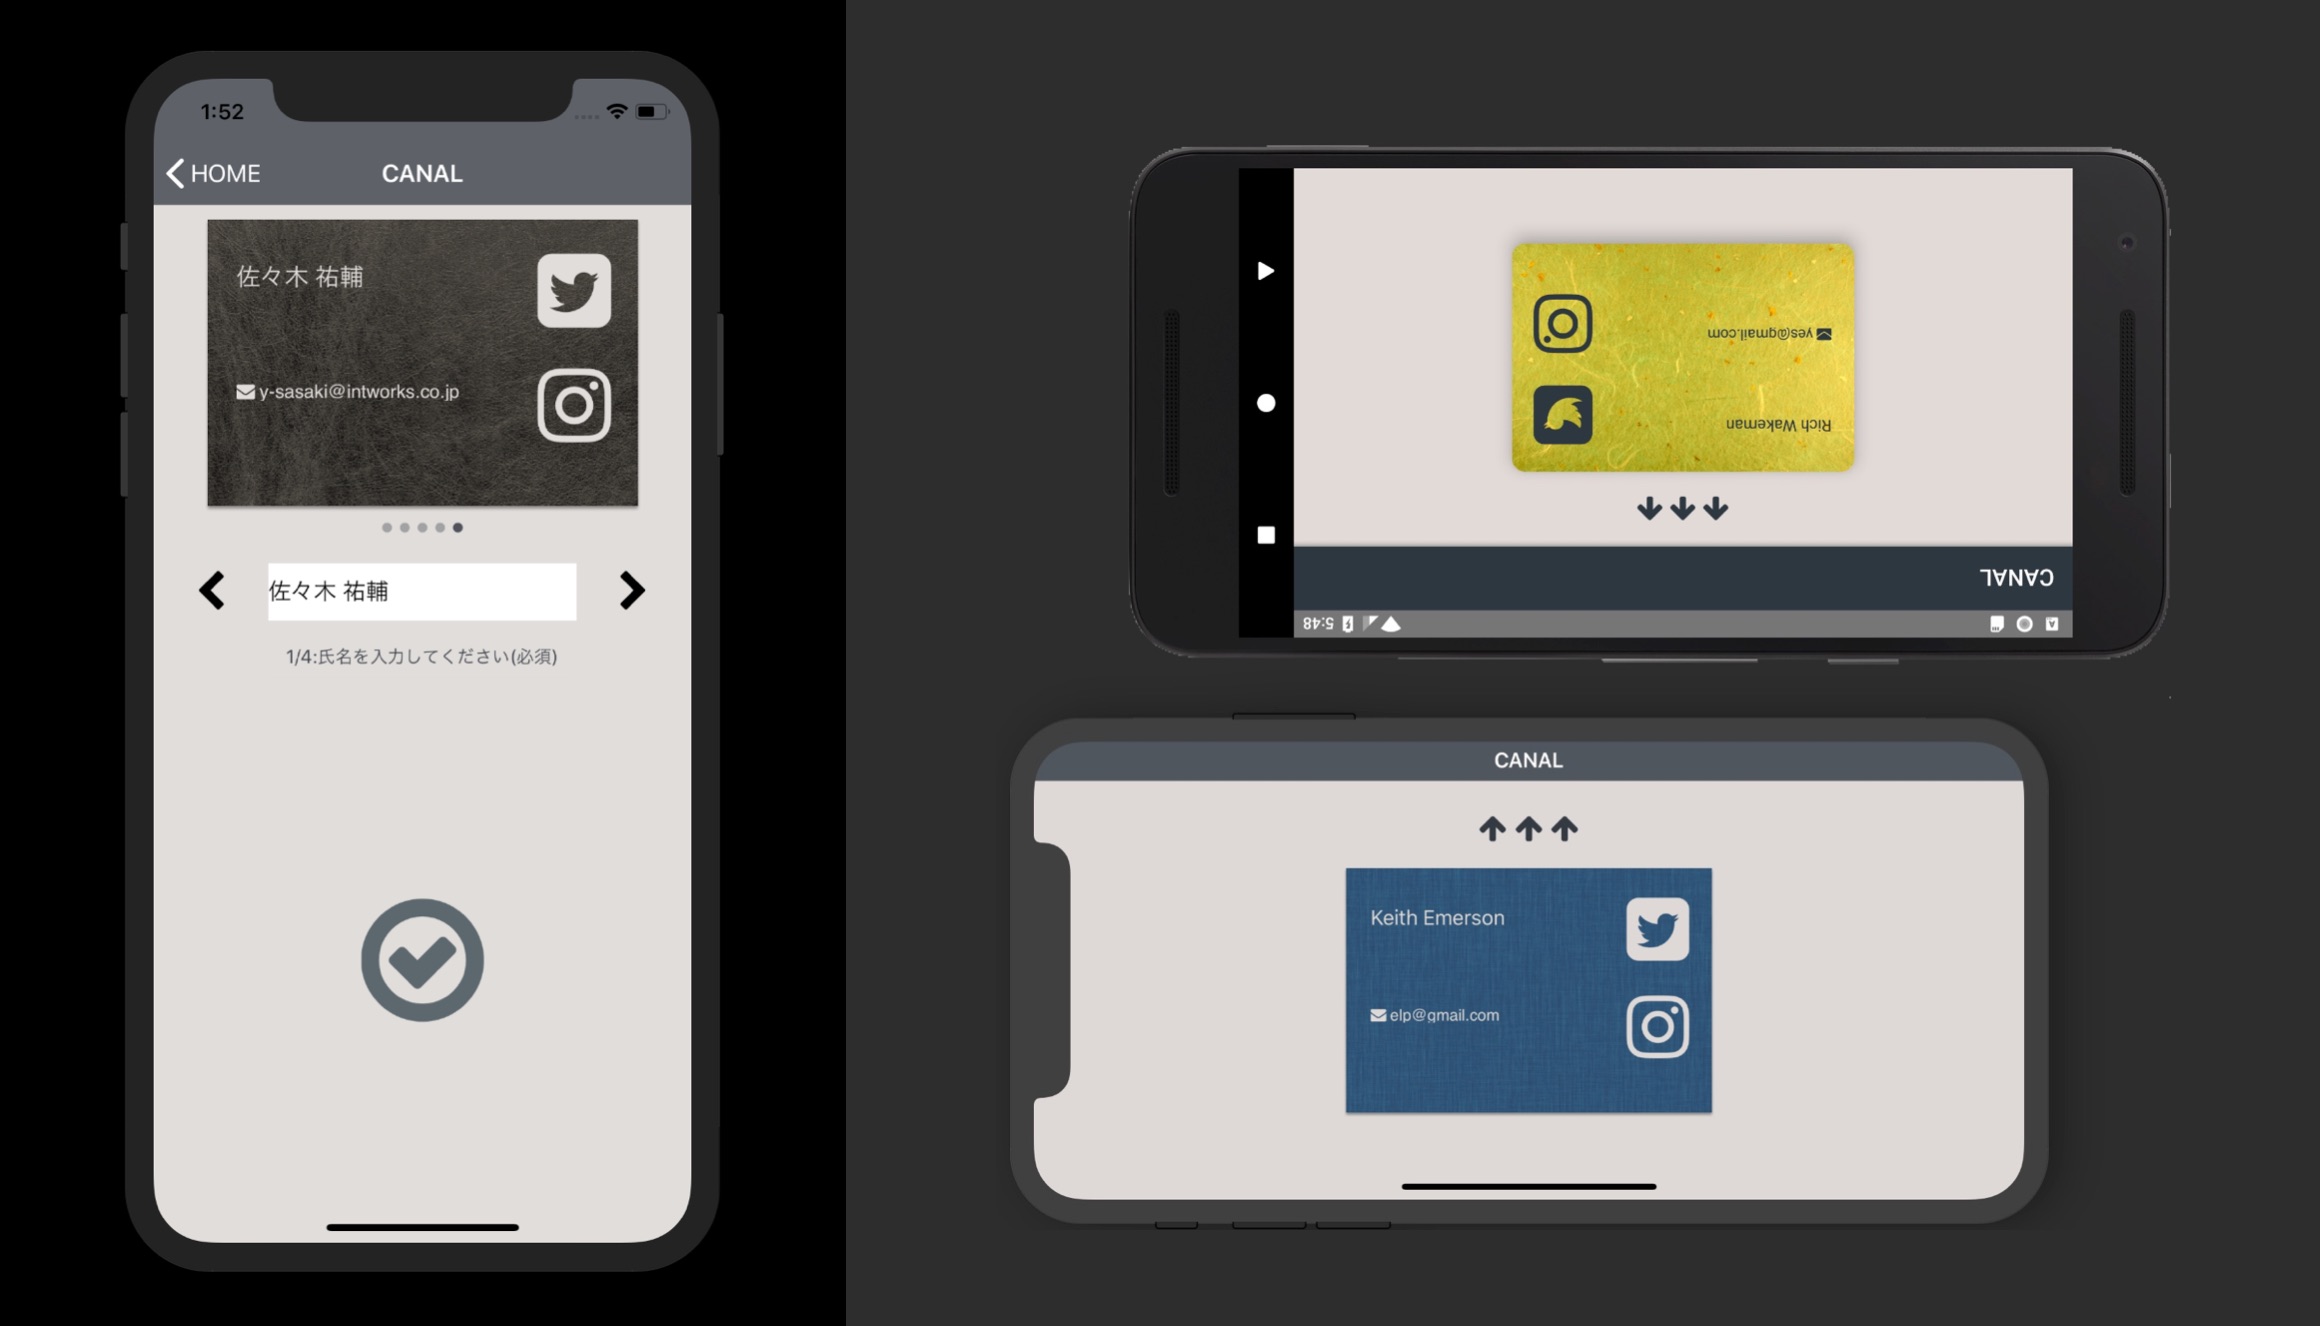 1:52
HOME
CANAL
佐々木 祐輔
y-sasaki@intworks.co.jp
佐々木 祐輔
1/4:氏名を入力してください(必須)
5:48
CANAL
Rich Wakeman
yes@gmail.com
CANAL
Keith Emerson
elp@gmail.com